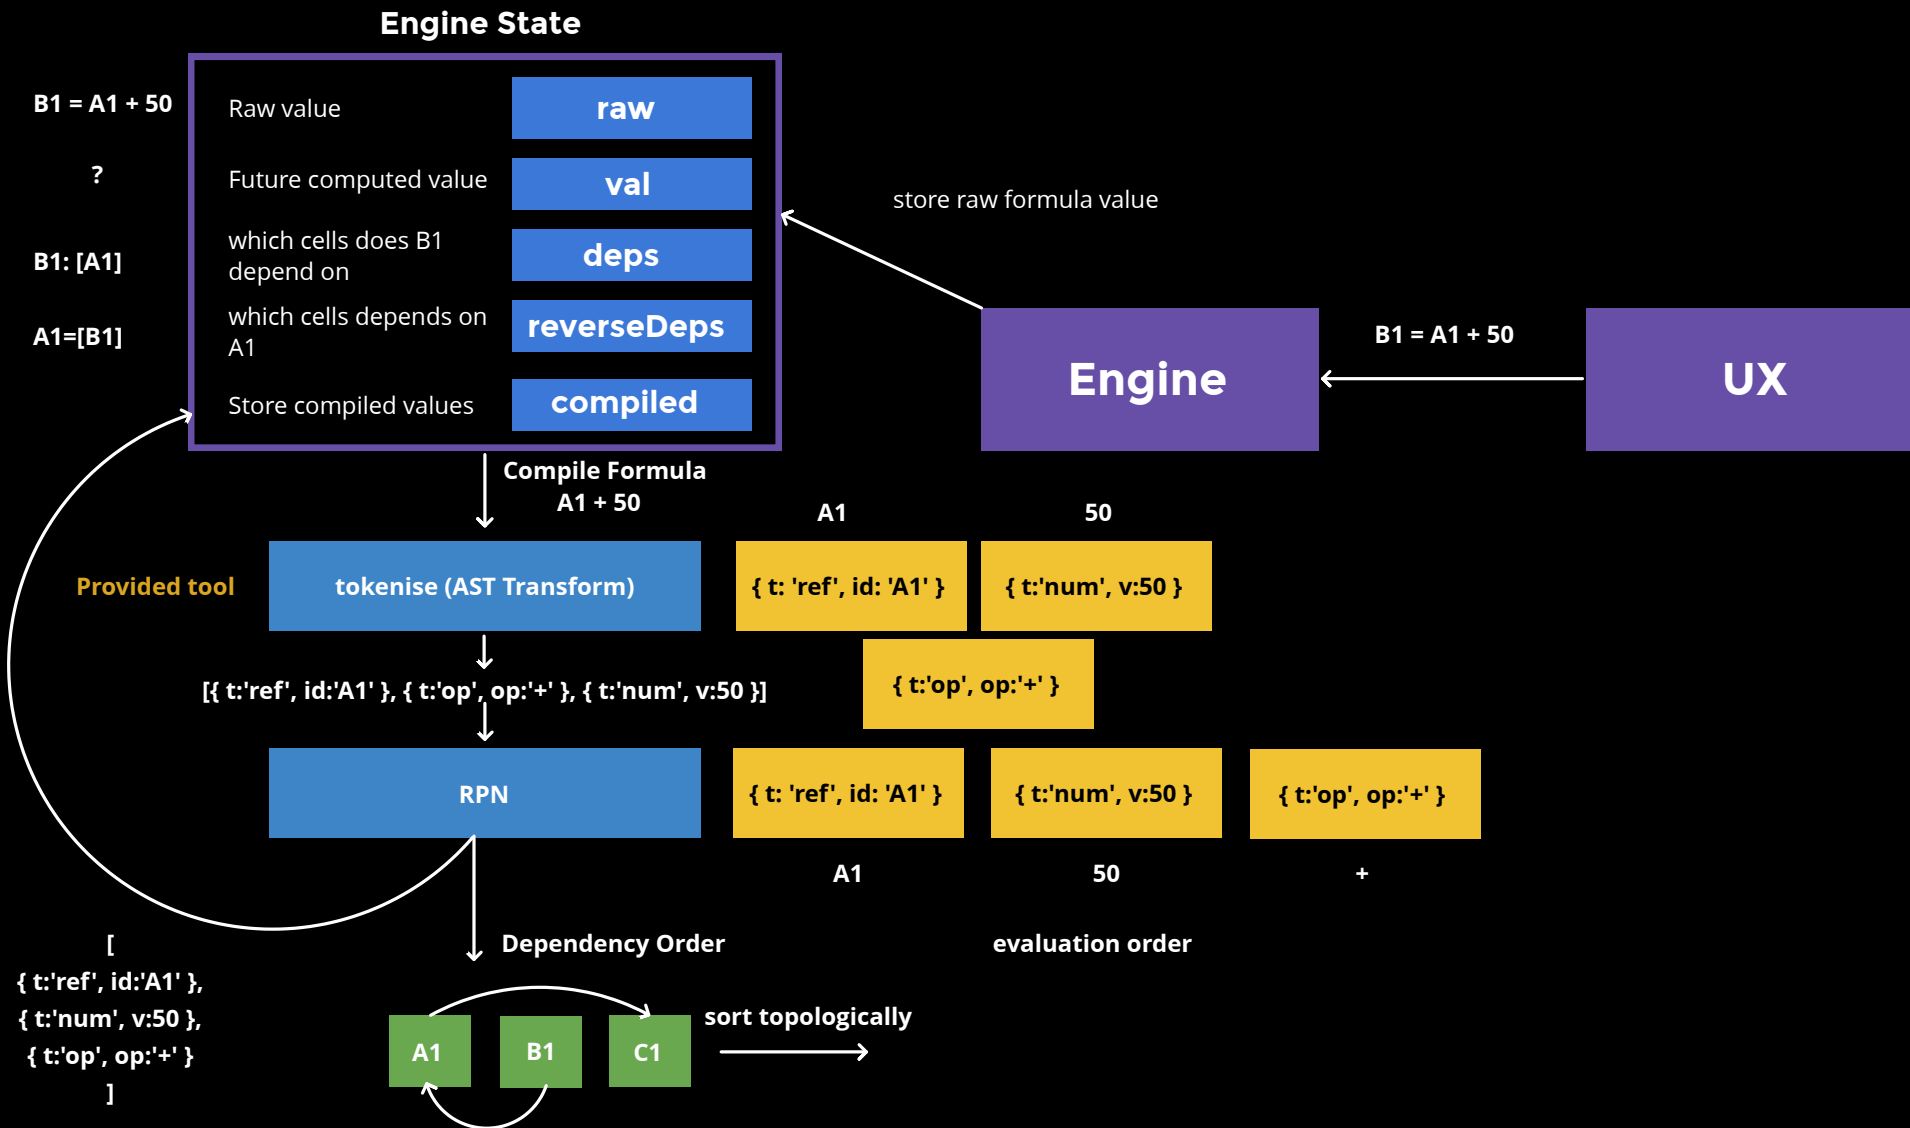 Engine State
B1 = A1 + 50
Raw value
raw
?
Future computed value
val
store raw formula value
B1: [A1]
which cells does B1
depend on
deps
A1=[B1]
which cells depends on
A1
reverseDeps
Store compiled values
compiled
Engine
B1 = A1 + 50
UX
Compile Formula
A1 + 50
A1
50
Provided tool
tokenise (AST Transform)
{ t: 'ref', id: 'A1' }
{ t:'num', v:50 }
[{ t:'ref', id:'A1' }, { t:'op', op:'+' }, { t:'num', v:50 }]
{ t:'op', op:'+' }
RPN
{ t: 'ref', id: 'A1' }
{ t:'num', v:50 }
{ t:'op', op:'+' }
A1
50
+
Dependency Order
evaluation order
[
{ t:'ref', id:'A1' },
{ t:'num', v:50 },
{ t:'op', op:'+' }
]
A1
B1
C1
sort topologically